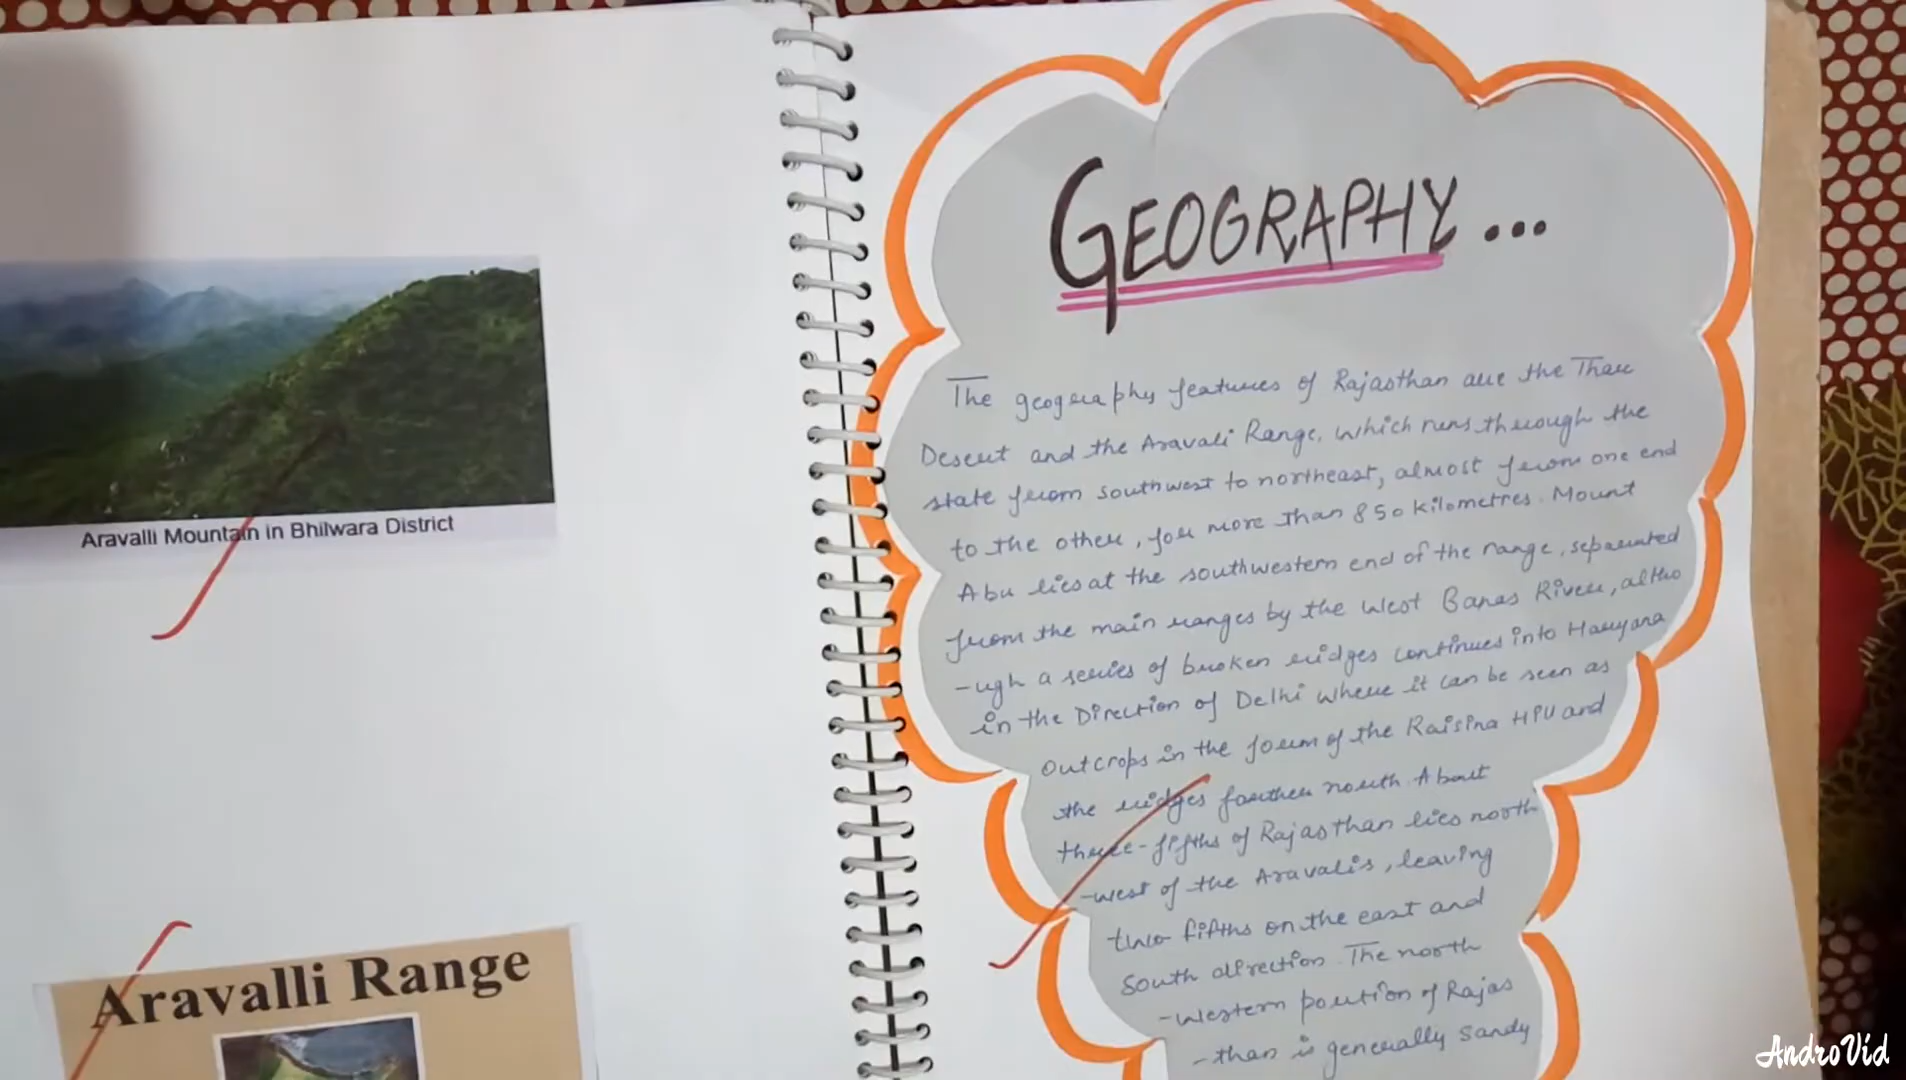 Aravalli Mountain in Bhilwara District
Aravalli Range
GEOGRAPHY...
The geography features of Rajasthan are the Thar
Desert and the Aravali Range, which runs through the
state from southwest to northeast, almost from one end
to the other, for more than 850 kilometres. Mount
Abu lies at the southwestern end of the range, separated
from the main ranges by the West Banas River, altho
-ugh a series of broken ridges continues into Haryana
in the Direction of Delhi where it can be seen as
outcrops in the form of the Raisina Hill and
the ridges farther north. About
three-fifths of Rajasthan lies north
-west of the Aravalis, leaving
two fifths on the east and
south direction. The north
-western portion of Rajas
-than is generally sandy
AndroVid